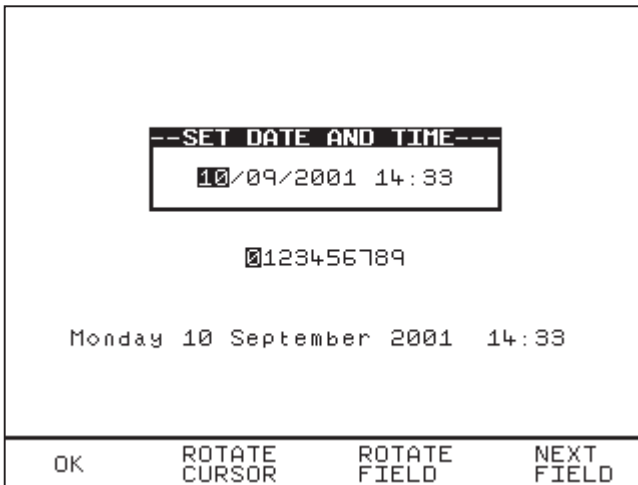 --SET DATE AND TIME---
10/09/2001 14:33
0123456789
Monday 10 September 2001 14:33
OK ROTATE CURSOR ROTATE FIELD NEXT FIELD